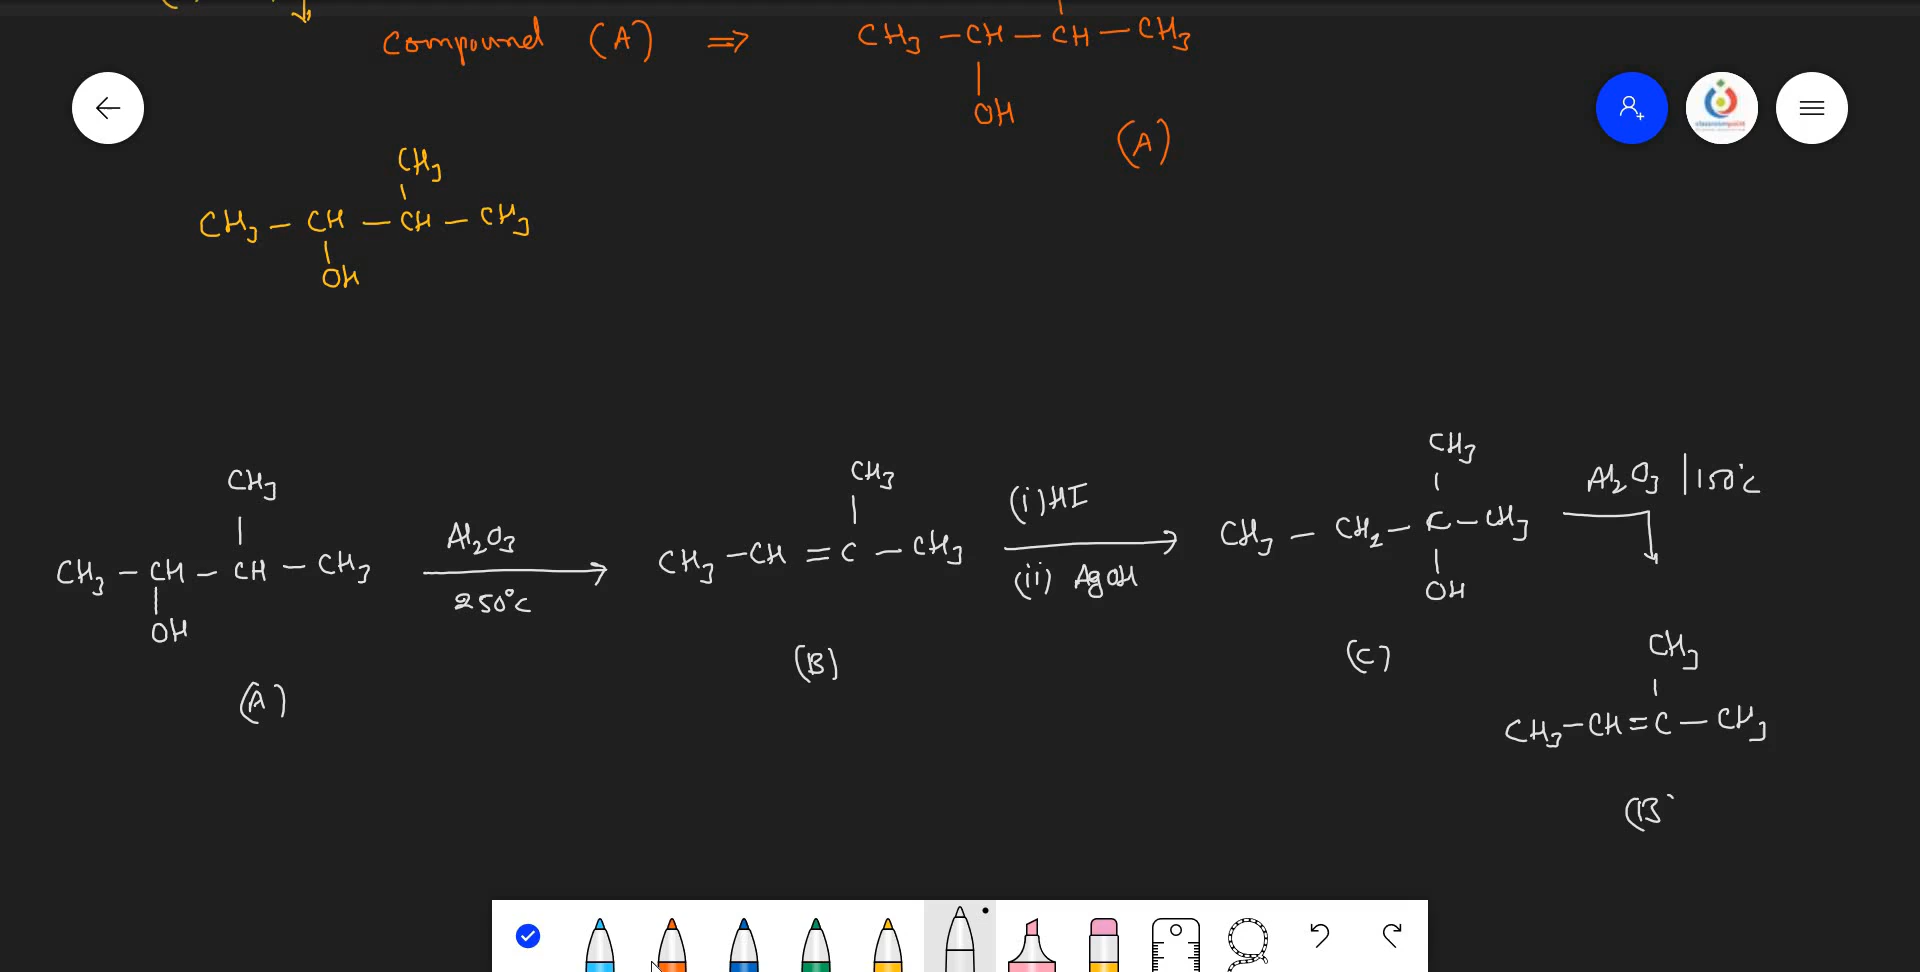 Compound (A) ⇒ CH3 — CH — CH — CH3
OH
(A)
CH3
CH3 — CH — CH — CH3
OH
CH3
CH3 — CH — CH — CH3
OH
(A)
Al2O3
250°C
CH3
CH3 — CH = C — CH3
(B)
(i) HI
(ii) AgOH
CH3
CH3 — CH2 — C — CH3
OH
(C)
Al2O3 | 150°C
CH3
CH3 — CH = C — CH3
(B